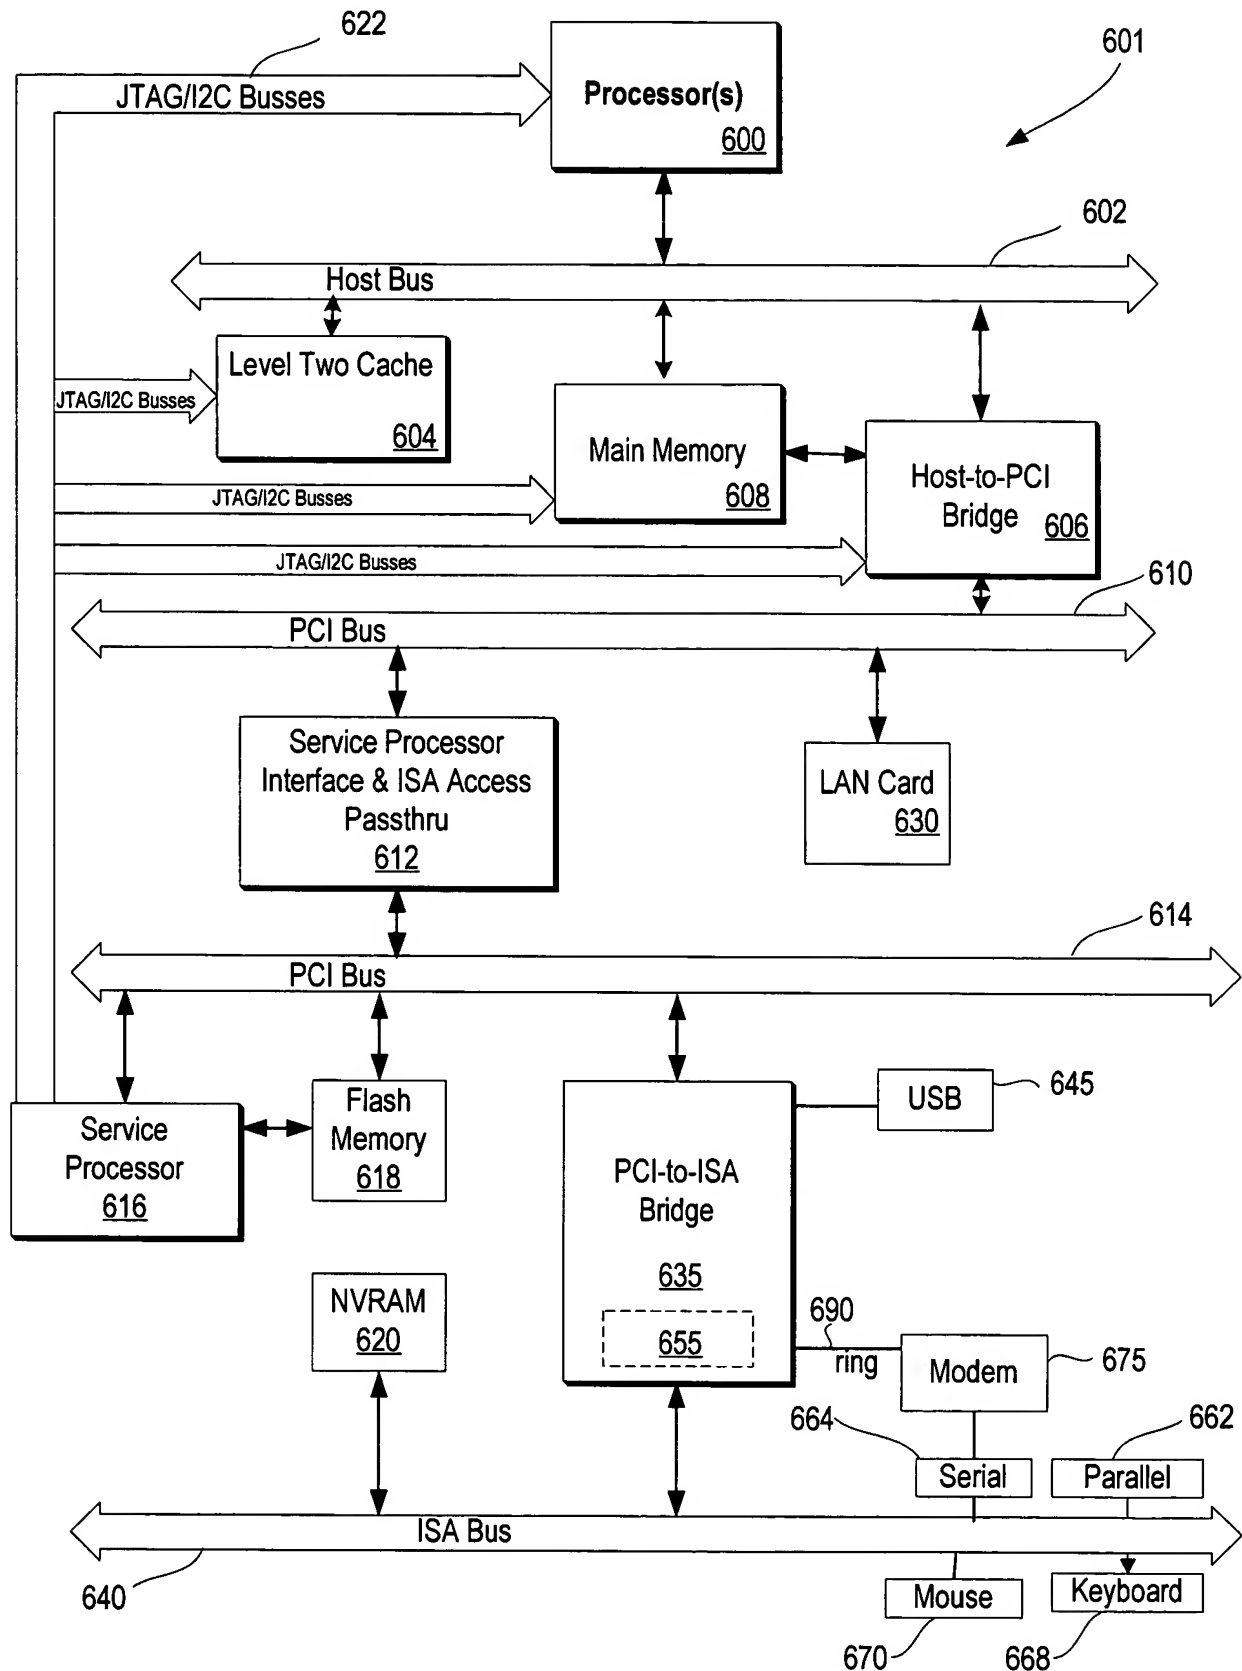 622
601
JTAG/I2C Busses
Processor(s)
600
602
Host Bus
Level Two Cache
604
JTAG/I2C Busses
Main Memory
608
Host-to-PCI
Bridge
606
JTAG/I2C Busses
JTAG/I2C Busses
610
PCI Bus
Service Processor
Interface & ISA Access
Passthru
612
LAN Card
630
614
PCI Bus
Service
Processor
616
Flash
Memory
618
USB
645
PCI-to-ISA
Bridge
635
655
NVRAM
620
690
ring
Modem
675
664
662
Serial
Parallel
ISA Bus
640
Mouse
Keyboard
670
668